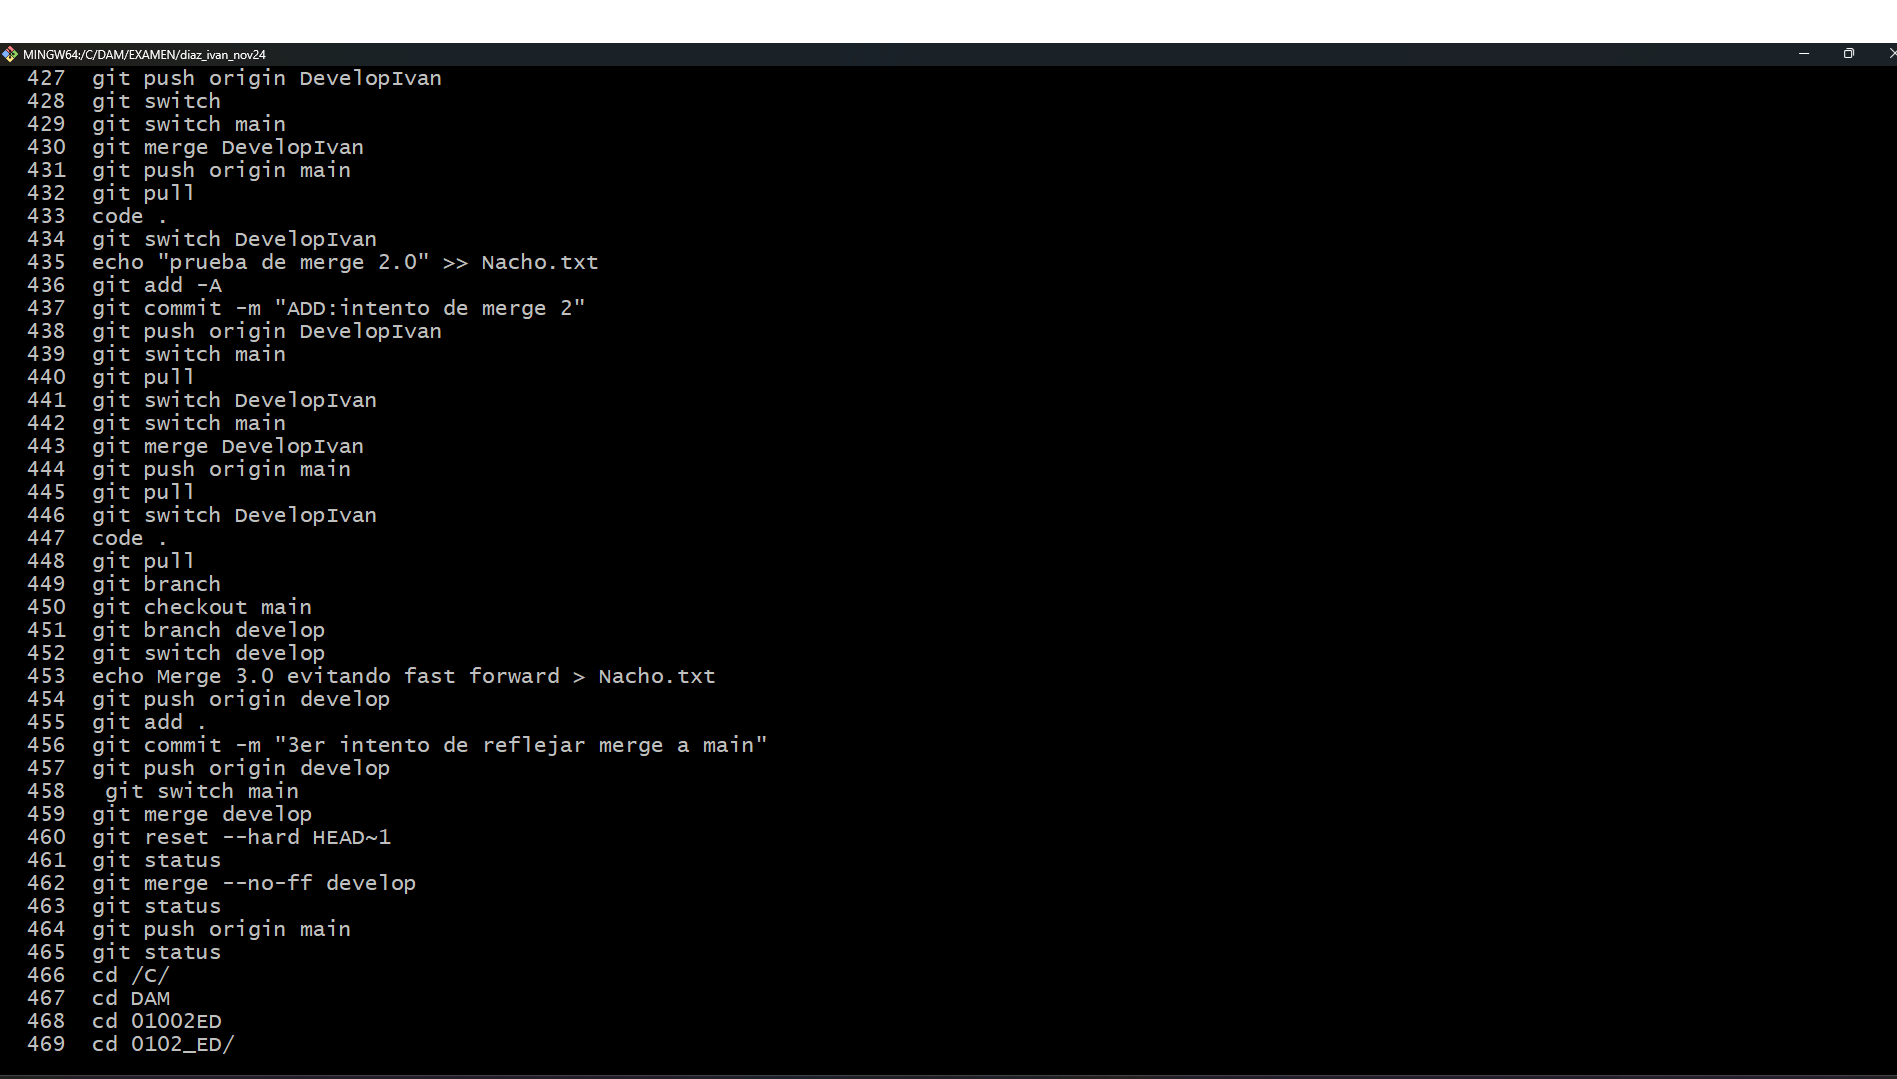 MINGW64:/C/DAM/EXAMEN/diaz_ivan_nov24
427 git push origin DevelopIvan
428 git switch
429 git switch main
430 git merge DevelopIvan
431 git push origin main
432 git pull
433 code .
434 git switch DevelopIvan
435 echo "prueba de merge 2.0" >> Nacho.txt
436 git add -A
437 git commit -m "ADD:intento de merge 2"
438 git push origin DevelopIvan
439 git switch main
440 git pull
441 git switch DevelopIvan
442 git switch main
443 git merge DevelopIvan
444 git push origin main
445 git pull
446 git switch DevelopIvan
447 code .
448 git pull
449 git branch
450 git checkout main
451 git branch develop
452 git switch develop
453 echo Merge 3.0 evitando fast forward > Nacho.txt
454 git push origin develop
455 git add .
456 git commit -m "3er intento de reflejar merge a main"
457 git push origin develop
458  git switch main
459 git merge develop
460 git reset --hard HEAD~1
461 git status
462 git merge --no-ff develop
463 git status
464 git push origin main
465 git status
466 cd /C/
467 cd DAM
468 cd 01002ED
469 cd 0102_ED/